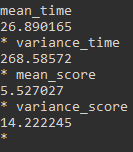 mean_time
26.890165
* variance_time
268.58572
* mean_score
5.527027
* variance_score
14.222245
*